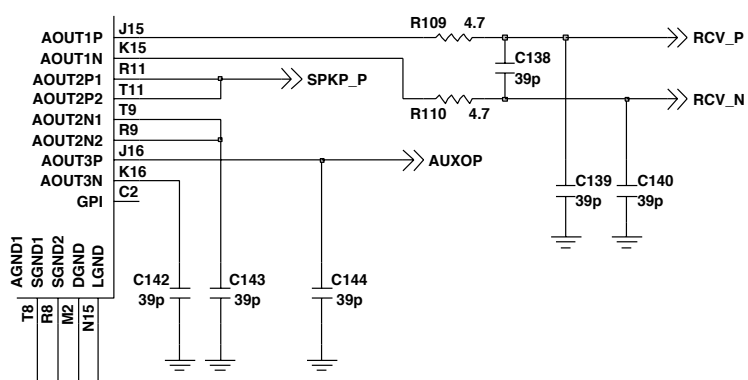 AOUT1P J15 R109 4.7 RCV_P
AOUT1N K15
AOUT2P1 R11 SPKP_P C138
39p
AOUT2P2 T11 R110 4.7 RCV_N
AOUT2N1 T9
AOUT2N2 R9
AOUT3P J16 AUXOP
AOUT3N K16 C139 C140
39p 39p
GPI C2
AGND1
SGND1
SGND2
DGND
LGND
T8
R8
M2
N15
C142 C143 C144
39p 39p 39p